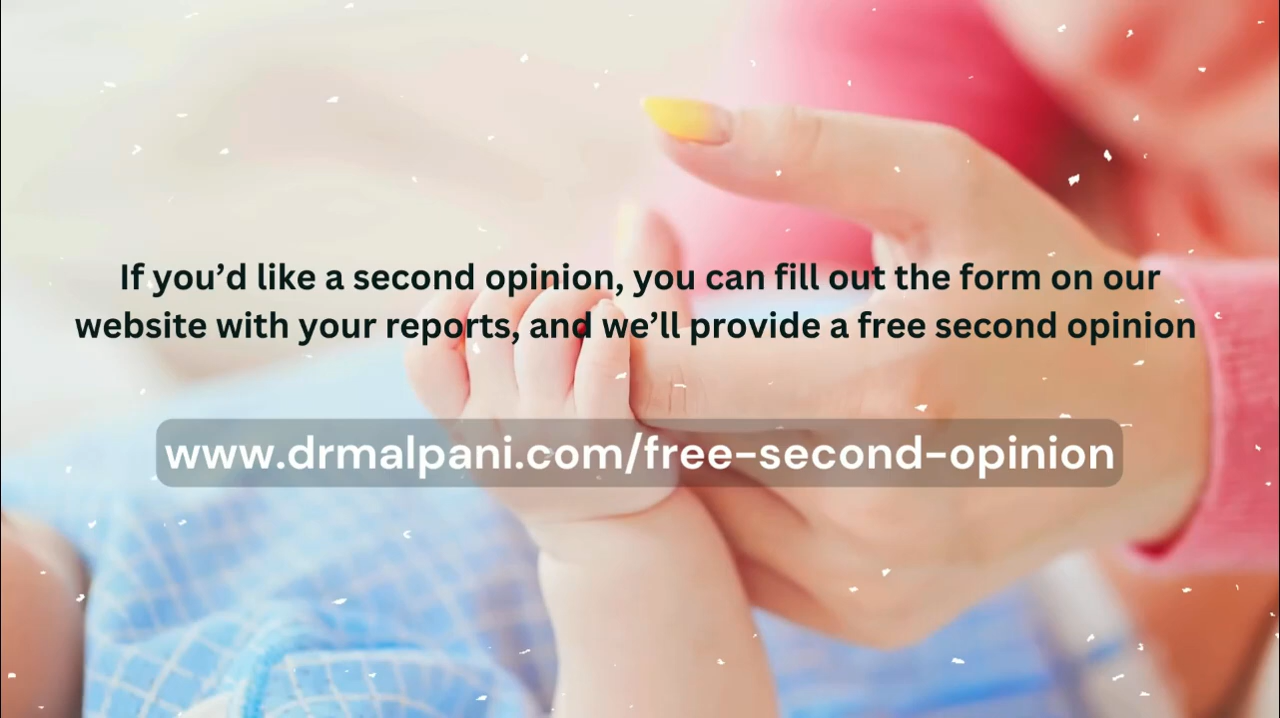 If you’d like a second opinion, you can fill out the form on our
website with your reports, and we’ll provide a free second opinion
www.drmalpani.com/free-second-opinion